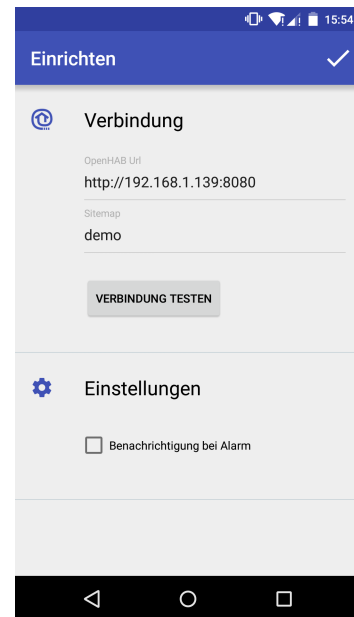 15:54
Einrichten
Verbindung
OpenHAB Url
http://192.168.1.139:8080
Sitemap
demo
VERBINDUNG TESTEN
Einstellungen
Benachrichtigung bei Alarm